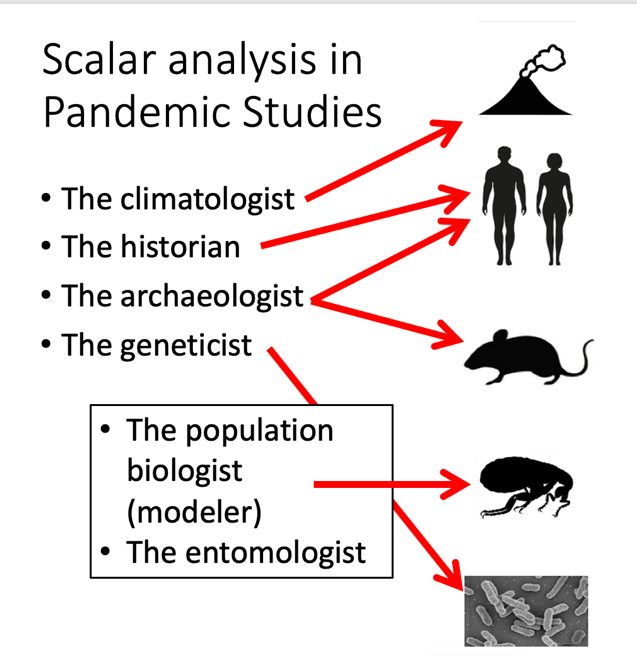 Scalar analysis in
Pandemic Studies
• The climatologist
• The historian
• The archaeologist
• The geneticist
• The population
biologist
(modeler)
• The entomologist